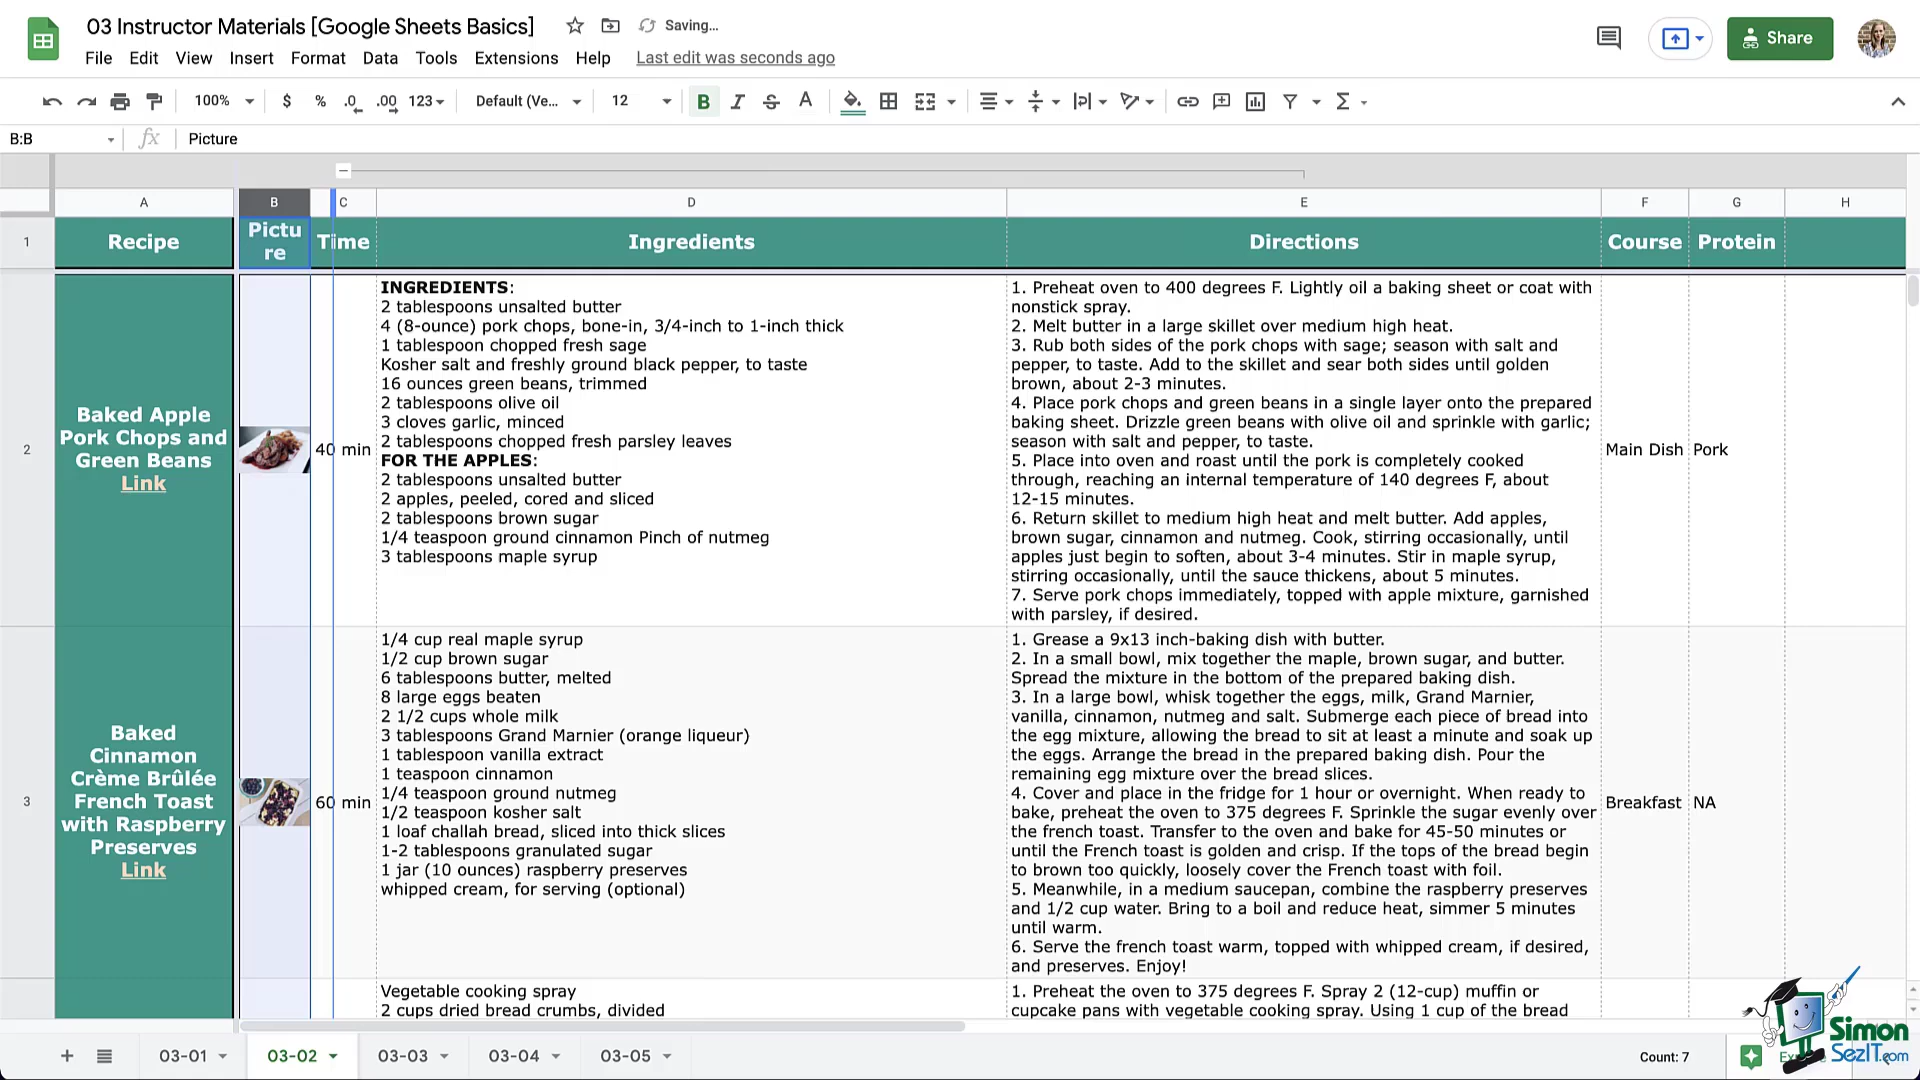 03 Instructor Materials [Google Sheets Basics]
Saving...
File Edit View Insert Format Data Tools Extensions Help Last edit was seconds ago
Share
100% $ % .0 .00 123 Default (Ve... 12 B I S A
B:B fx Picture
A B C D E F G H
1 Recipe Picture Time Ingredients Directions Course Protein
2
Baked Apple
Pork Chops and
Green Beans
Link
40 min
INGREDIENTS:
2 tablespoons unsalted butter
4 (8-ounce) pork chops, bone-in, 3/4-inch to 1-inch thick
1 tablespoon chopped fresh sage
Kosher salt and freshly ground black pepper, to taste
16 ounces green beans, trimmed
2 tablespoons olive oil
3 cloves garlic, minced
2 tablespoons chopped fresh parsley leaves
FOR THE APPLES:
2 tablespoons unsalted butter
2 apples, peeled, cored and sliced
2 tablespoons brown sugar
1/4 teaspoon ground cinnamon Pinch of nutmeg
3 tablespoons maple syrup
1. Preheat oven to 400 degrees F. Lightly oil a baking sheet or coat with
nonstick spray.
2. Melt butter in a large skillet over medium high heat.
3. Rub both sides of the pork chops with sage; season with salt and
pepper, to taste. Add to the skillet and sear both sides until golden
brown, about 2-3 minutes.
4. Place pork chops and green beans in a single layer onto the prepared
baking sheet. Drizzle green beans with olive oil and sprinkle with garlic;
season with salt and pepper, to taste.
5. Place into oven and roast until the pork is completely cooked
through, reaching an internal temperature of 140 degrees F, about
12-15 minutes.
6. Return skillet to medium high heat and melt butter. Add apples,
brown sugar, cinnamon and nutmeg. Cook, stirring occasionally, until
apples just begin to soften, about 3-4 minutes. Stir in maple syrup,
stirring occasionally, until the sauce thickens, about 5 minutes.
7. Serve pork chops immediately, topped with apple mixture, garnished
with parsley, if desired.
Main Dish Pork
3
Baked
Cinnamon
Crème Brûlée
French Toast
with Raspberry
Preserves
Link
60 min
1/4 cup real maple syrup
1/2 cup brown sugar
6 tablespoons butter, melted
8 large eggs beaten
2 1/2 cups whole milk
3 tablespoons Grand Marnier (orange liqueur)
1 tablespoon vanilla extract
1 teaspoon cinnamon
1/4 teaspoon ground nutmeg
1/2 teaspoon kosher salt
1 loaf challah bread, sliced into thick slices
1-2 tablespoons granulated sugar
1 jar (10 ounces) raspberry preserves
whipped cream, for serving (optional)
1. Grease a 9x13 inch-baking dish with butter.
2. In a small bowl, mix together the maple, brown sugar, and butter.
Spread the mixture in the bottom of the prepared baking dish.
3. In a large bowl, whisk together the eggs, milk, Grand Marnier,
vanilla, cinnamon, nutmeg and salt. Submerge each piece of bread into
the egg mixture, allowing the bread to sit at least a minute and soak up
the eggs. Arrange the bread in the prepared baking dish. Pour the
remaining egg mixture over the bread slices.
4. Cover and place in the fridge for 1 hour or overnight. When ready to
bake, preheat the oven to 375 degrees F. Sprinkle the sugar evenly over
the french toast. Transfer to the oven and bake for 45-50 minutes or
until the French toast is golden and crisp. If the tops of the bread begin
to brown too quickly, loosely cover the French toast with foil.
5. Meanwhile, in a medium saucepan, combine the raspberry preserves
and 1/2 cup water. Bring to a boil and reduce heat, simmer 5 minutes
until warm.
6. Serve the french toast warm, topped with whipped cream, if desired,
and preserves. Enjoy!
Breakfast NA
Vegetable cooking spray
2 cups dried bread crumbs, divided
1. Preheat the oven to 375 degrees F. Spray 2 (12-cup) muffin or
cupcake pans with vegetable cooking spray. Using 1 cup of the bread
03-01 03-02 03-03 03-04 03-05 Count: 7
Simon
SezIT.com